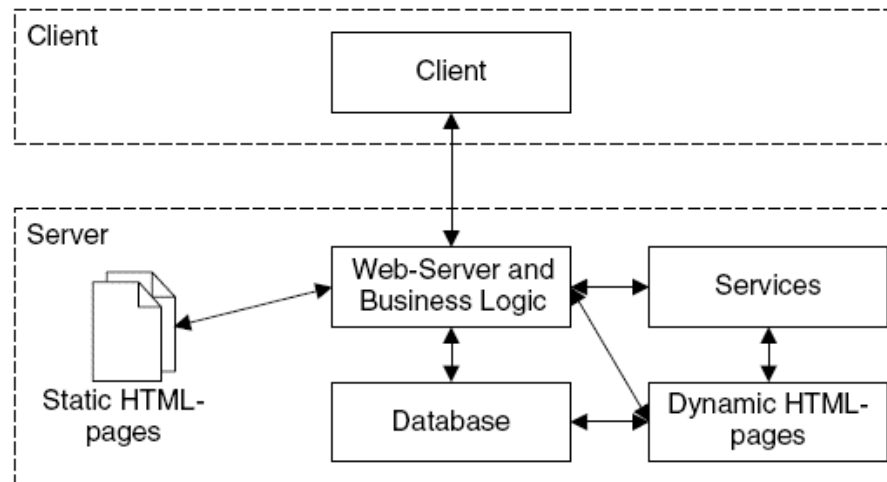 Client
Client
Server
Web-Server and
Business Logic
Services
Static HTML-
pages
Database
Dynamic HTML-
pages